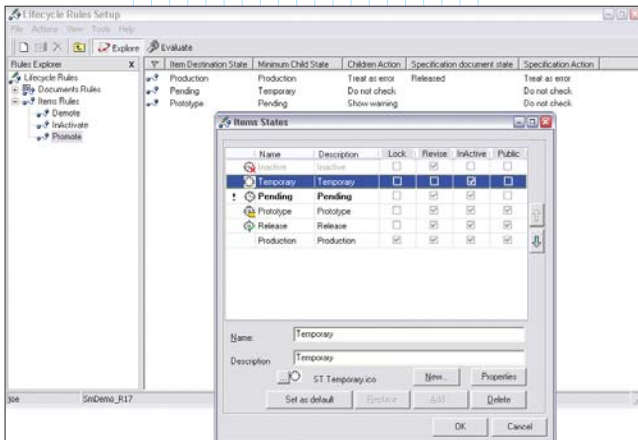 Lifecycle Rules Setup
File Actions View Tools Help
Explore Evaluate
Rules Explorer x
Item Destination State Minimum Child State Children Action Specification document state Specification Action
Lifecycle Rules
Documents Rules
Items Rules
Demote
InActivate
Promote
Production Production Treat as error Released Treat as error
Pending Temporary Do not check Do not check
Prototype Pending Show warning Do not check
Items States
Name Description Lock Revise InActive Public
Inactive Inactive
Temporary Temporary
! Pending Pending
Prototype Prototype
Release Release
Production Production
Name: Temporary
Description Temporary
... ST Temporary.ico New... Properties
Set as default Replace Add Delete
OK Cancel
joe SmDemo_R17